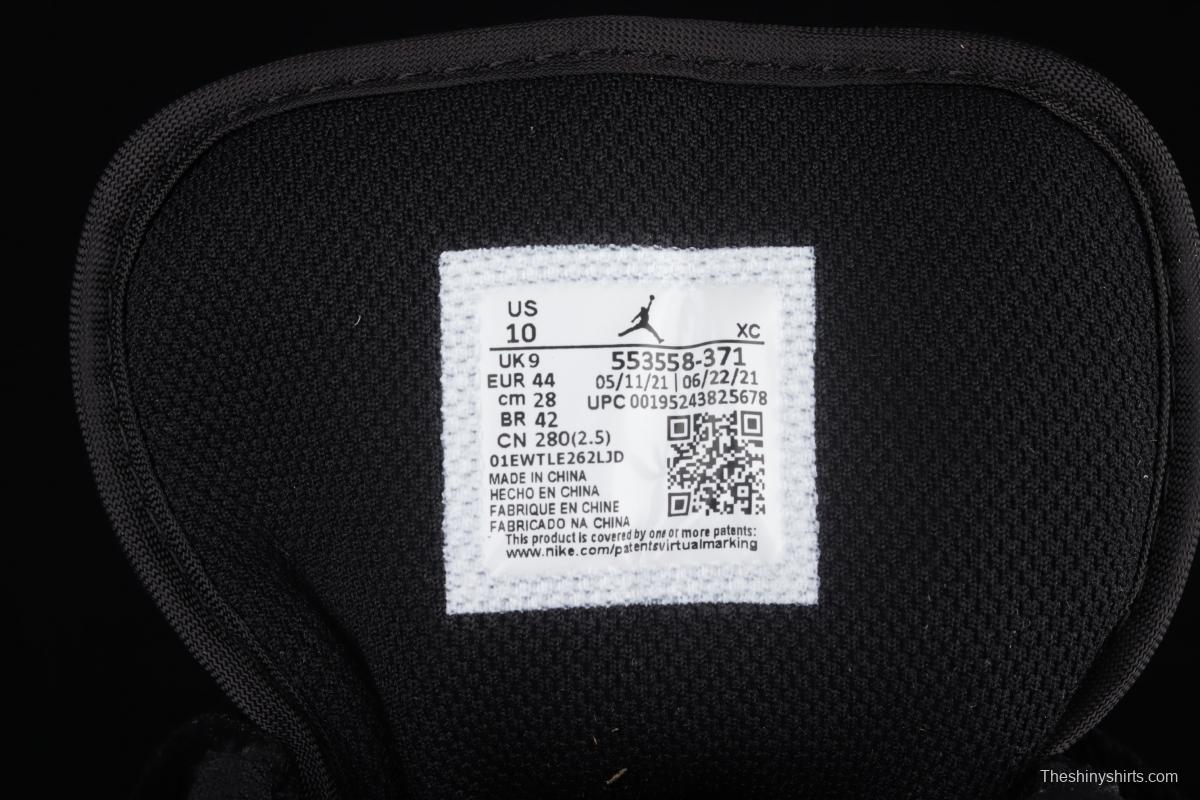 US
10
XC
UK 9
553558-371
EUR 44
05/11/21 | 06/22/21
cm 28
UPC 00195243825678
BR 42
CN 280(2.5)
01EWTLE262LJD
MADE IN CHINA
HECHO EN CHINA
FABRIQUE EN CHINE
FABRICADO NA CHINA
This product is covered by one or more patents:
www.nike.com/patentsvirtualmarking
Theshinyshirts.com